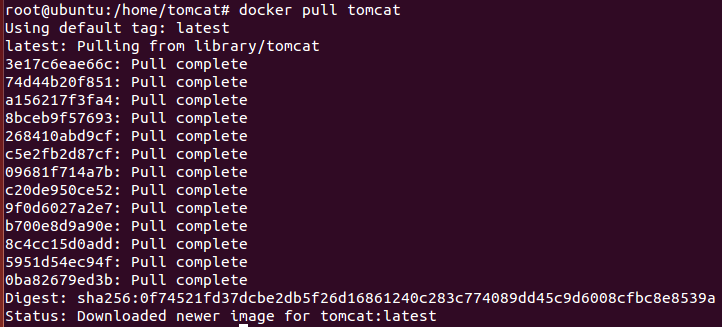 root@ubuntu:/home/tomcat# docker pull tomcat
Using default tag: latest
latest: Pulling from library/tomcat
3e17c6eae66c: Pull complete
74d44b20f851: Pull complete
a156217f3fa4: Pull complete
8bceb9f57693: Pull complete
268410abd9cf: Pull complete
c5e2fb2d87cf: Pull complete
09681f714a7b: Pull complete
c20de950ce52: Pull complete
9f0d6027a2e7: Pull complete
b700e8d9a90e: Pull complete
8c4cc15d0add: Pull complete
5951d54ec94f: Pull complete
0ba82679ed3b: Pull complete
Digest: sha256:0f74521fd37dcbe2db5f26d16861240c283c774089dd45c9d6008cfbc8e8539a
Status: Downloaded newer image for tomcat:latest